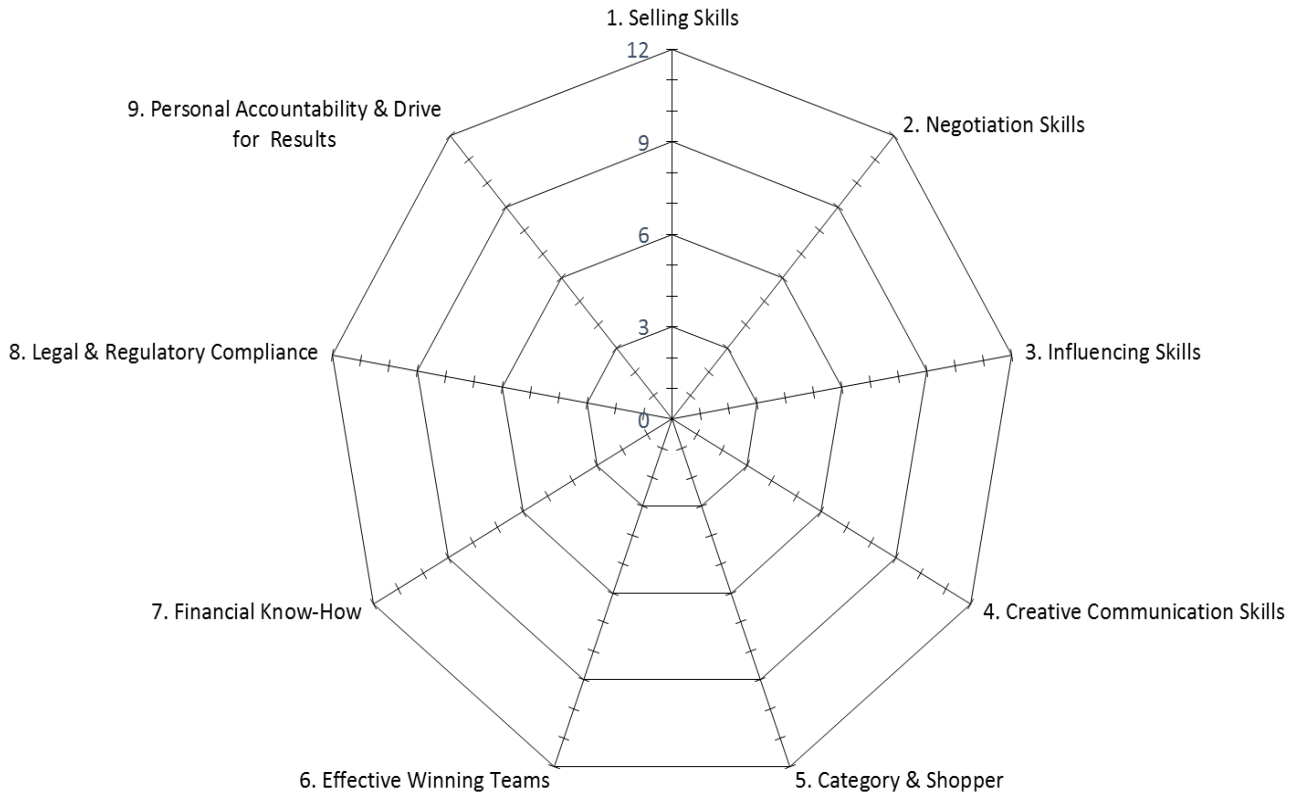 1. Selling Skills
12
9. Personal Accountability & Drive
for Results
2. Negotiation Skills
9
6
3
8. Legal & Regulatory Compliance
3. Influencing Skills
0
7. Financial Know-How
4. Creative Communication Skills
6. Effective Winning Teams
5. Category & Shopper